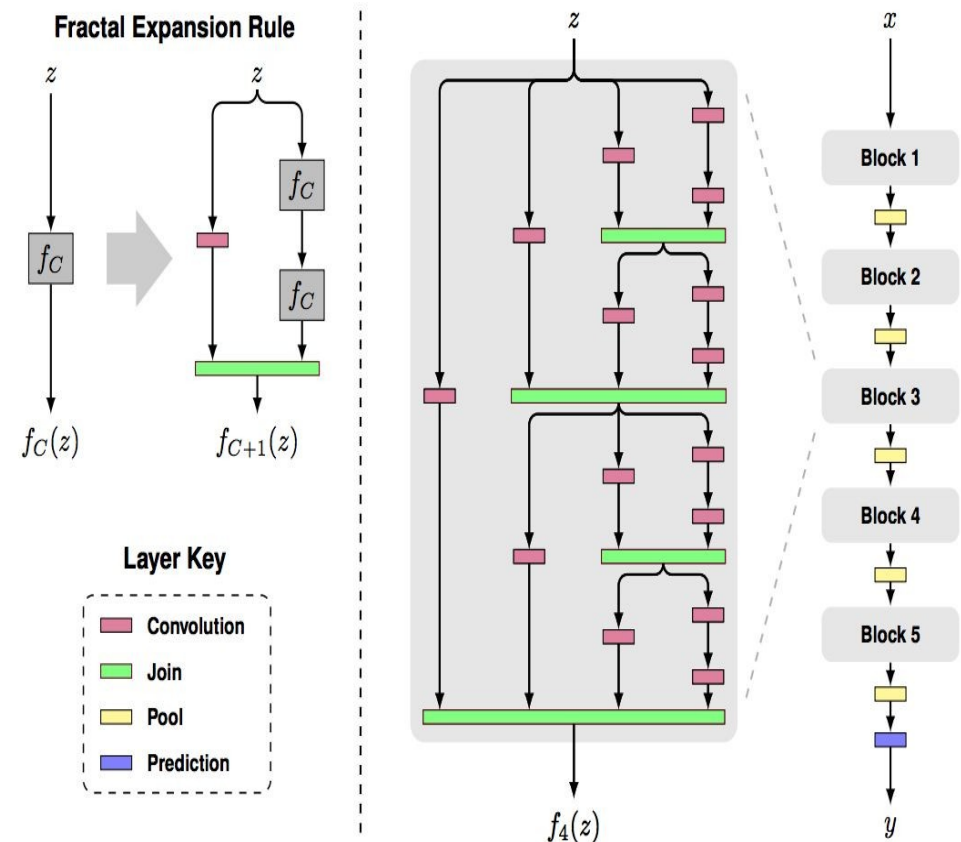 Fractal Expansion Rule
z
f_C
f_C(z)
z
f_C
f_C
f_{C+1}(z)
Layer Key
Convolution
Join
Pool
Prediction
z
f_4(z)
x
Block 1
Block 2
Block 3
Block 4
Block 5
y